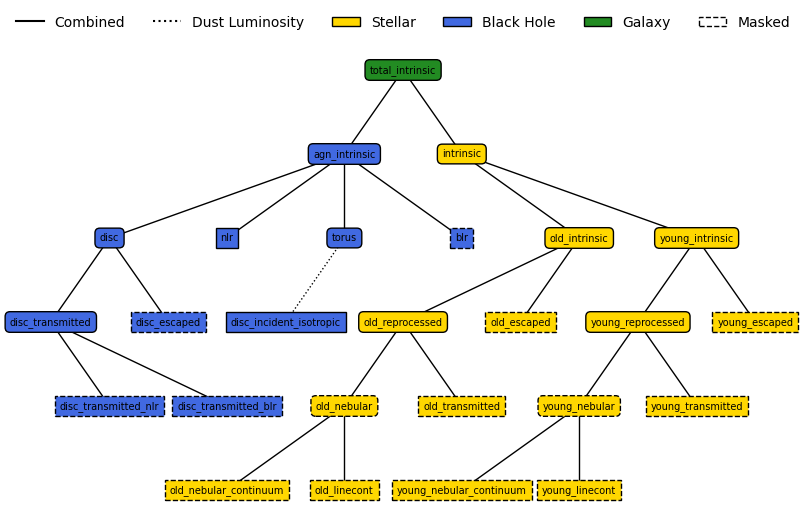 Combined Dust Luminosity Stellar Black Hole Galaxy Masked
total_intrinsic
agn_intrinsic intrinsic
disc nlr torus blr old_intrinsic young_intrinsic
disc_transmitted disc_escaped disc_incident_isotropic old_reprocessed old_escaped young_reprocessed young_escaped
disc_transmitted_nlr disc_transmitted_blr old_nebular old_transmitted young_nebular young_transmitted
old_nebular_continuum old_linecont young_nebular_continuum young_linecont